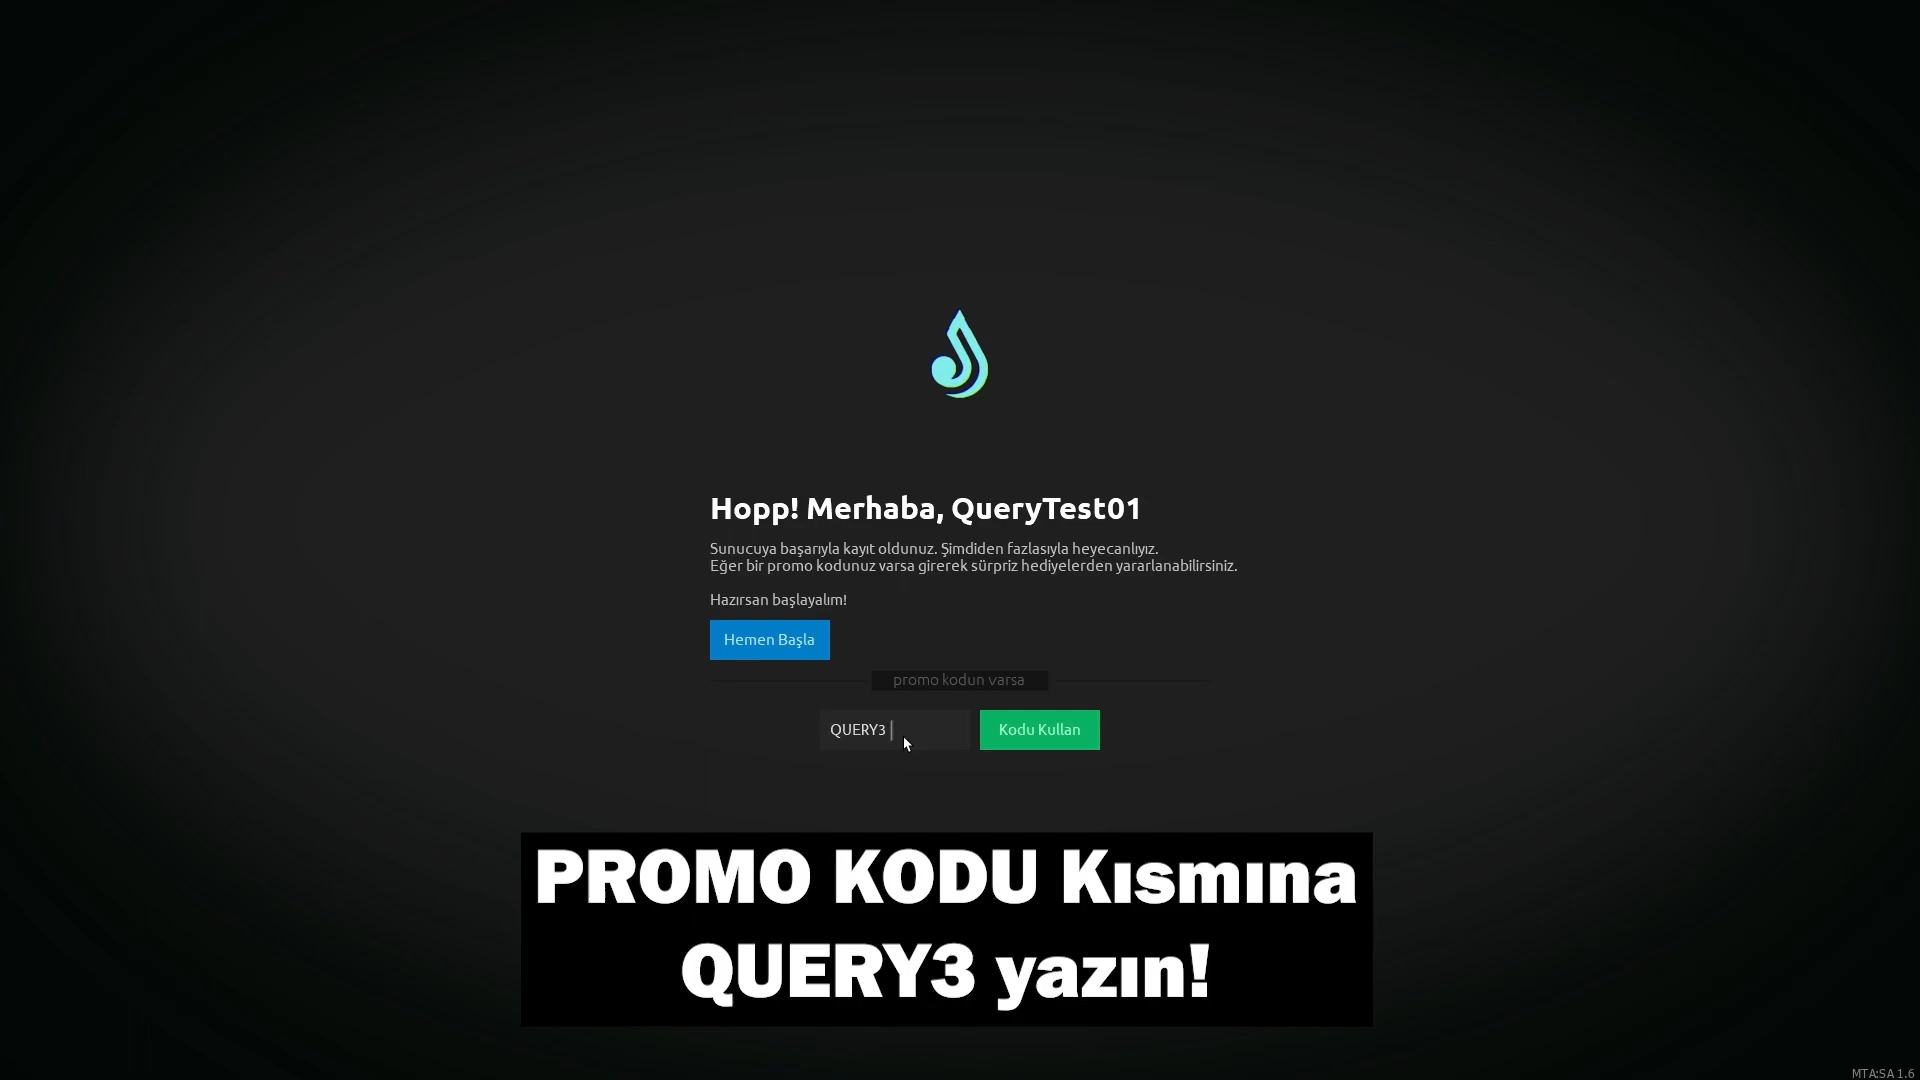 Hopp! Merhaba, QueryTest01
Sunucuya başarıyla kayıt oldunuz. Şimdiden fazlasıyla heyecanlıyız.
Eğer bir promo kodunuz varsa girerek sürpriz hediyelerden yararlanabilirsiniz.
Hazırsan başlayalım!
Hemen Başla
promo kodun varsa
QUERY3
Kodu Kullan
PROMO KODU Kısmına
QUERY3 yazın!
MTA:SA 1.6